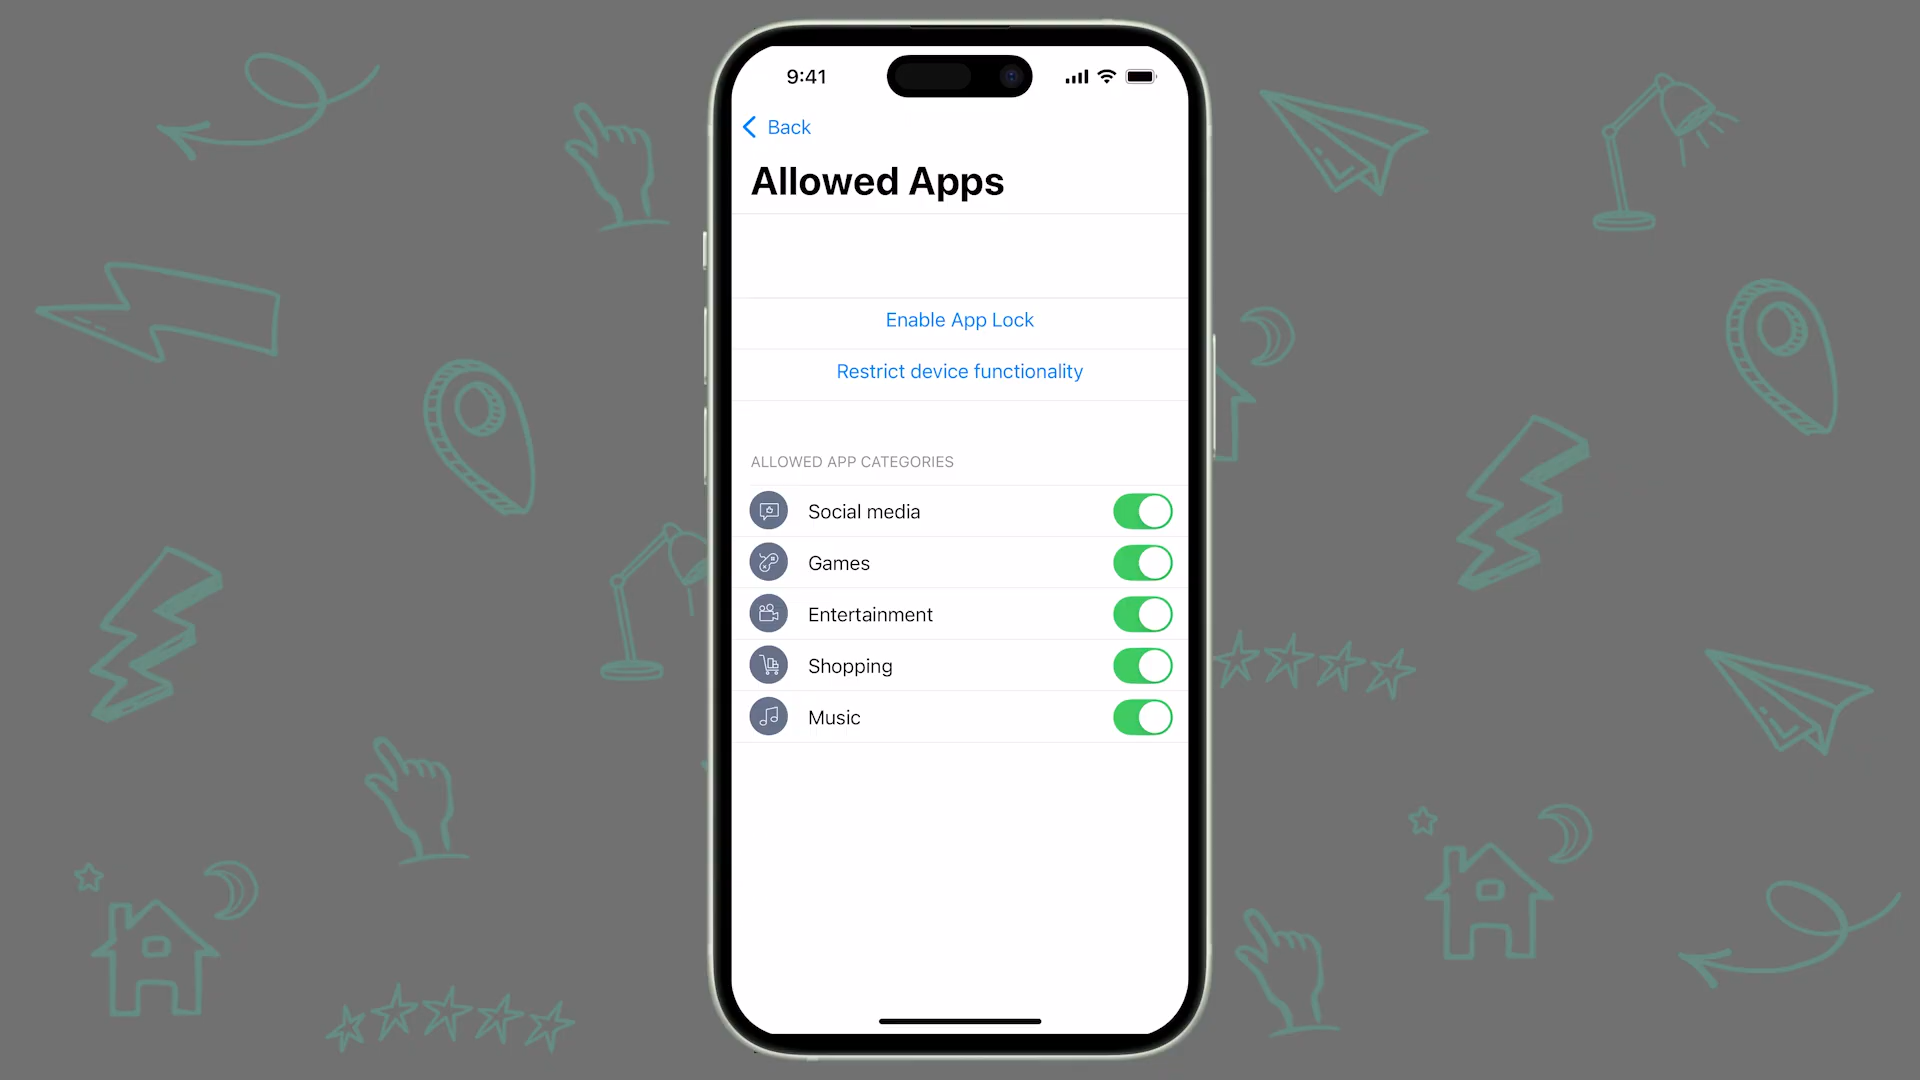 9:41
Back
Allowed Apps
Enable App Lock
Restrict device functionality
ALLOWED APP CATEGORIES
Social media
Games
Entertainment
Shopping
Music